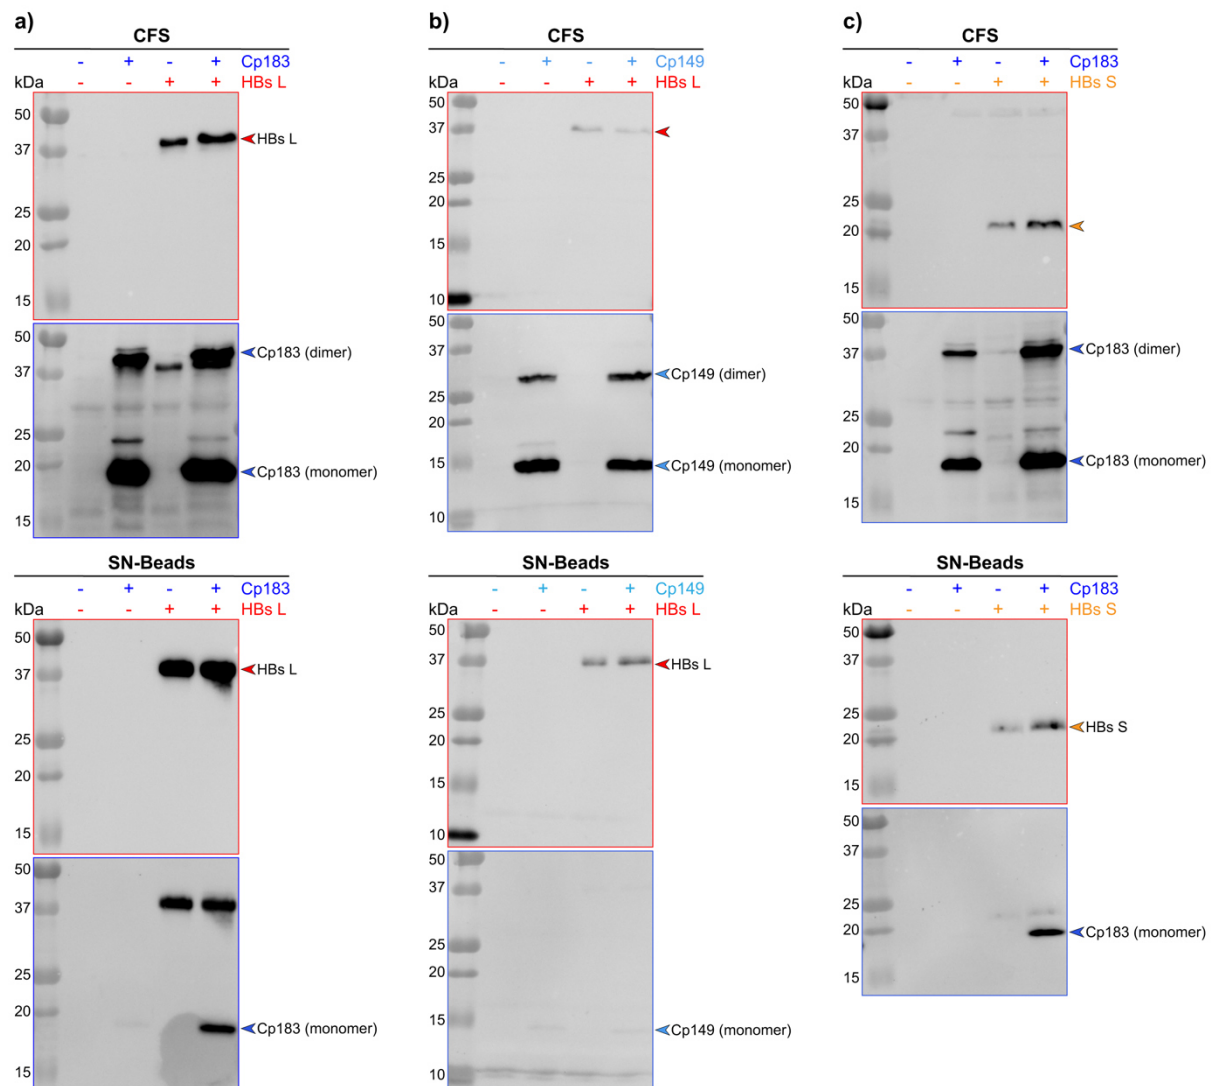 a)
CFS
- + - + Cp183
kDa - - + + HBs L
50
37
25
20
15
HBs L
50
37
25
20
15
Cp183 (dimer)
Cp183 (monomer)
SN-Beads
- + - + Cp183
kDa - - + + HBs L
50
37
25
20
15
HBs L
50
37
25
20
15
Cp183 (monomer)
b)
CFS
- + - + Cp149
kDa - - + + HBs L
50
37
25
20
15
10
50
37
25
20
15
10
Cp149 (dimer)
Cp149 (monomer)
SN-Beads
- + - + Cp149
kDa - - + + HBs L
50
37
25
20
15
10
HBs L
50
37
25
20
15
10
Cp149 (monomer)
c)
CFS
- + - + Cp183
kDa - - + + HBs S
50
37
25
20
15
50
37
25
20
15
Cp183 (dimer)
Cp183 (monomer)
SN-Beads
- + - + Cp183
kDa - - + + HBs S
50
37
25
20
15
HBs S
50
37
25
20
15
Cp183 (monomer)